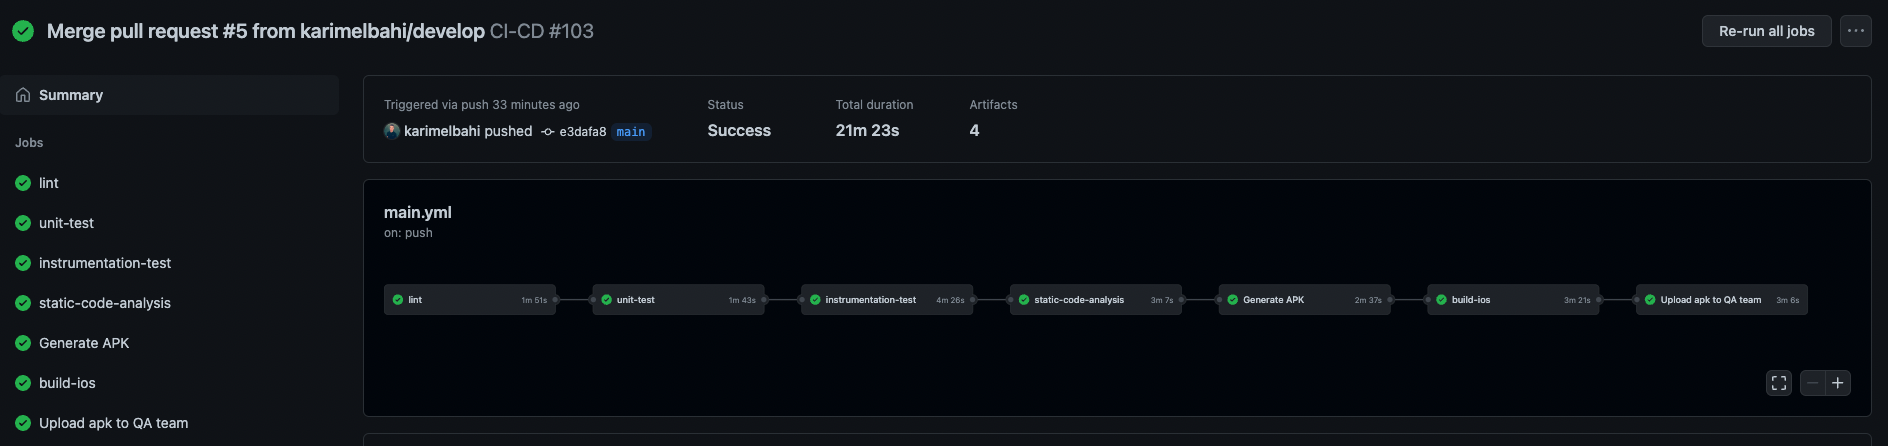 Merge pull request #5 from karimelbahi/develop CI-CD #103
Re-run all jobs
Summary
Jobs
lint
unit-test
instrumentation-test
static-code-analysis
Generate APK
build-ios
Upload apk to QA team
Triggered via push 33 minutes ago
karimelbahi pushed e3dafa8 main
Status
Success
Total duration
21m 23s
Artifacts
4
main.yml
on: push
lint 1m 51s
unit-test 1m 43s
instrumentation-test 4m 26s
static-code-analysis 3m 7s
Generate APK 2m 37s
build-ios 3m 21s
Upload apk to QA team 3m 6s